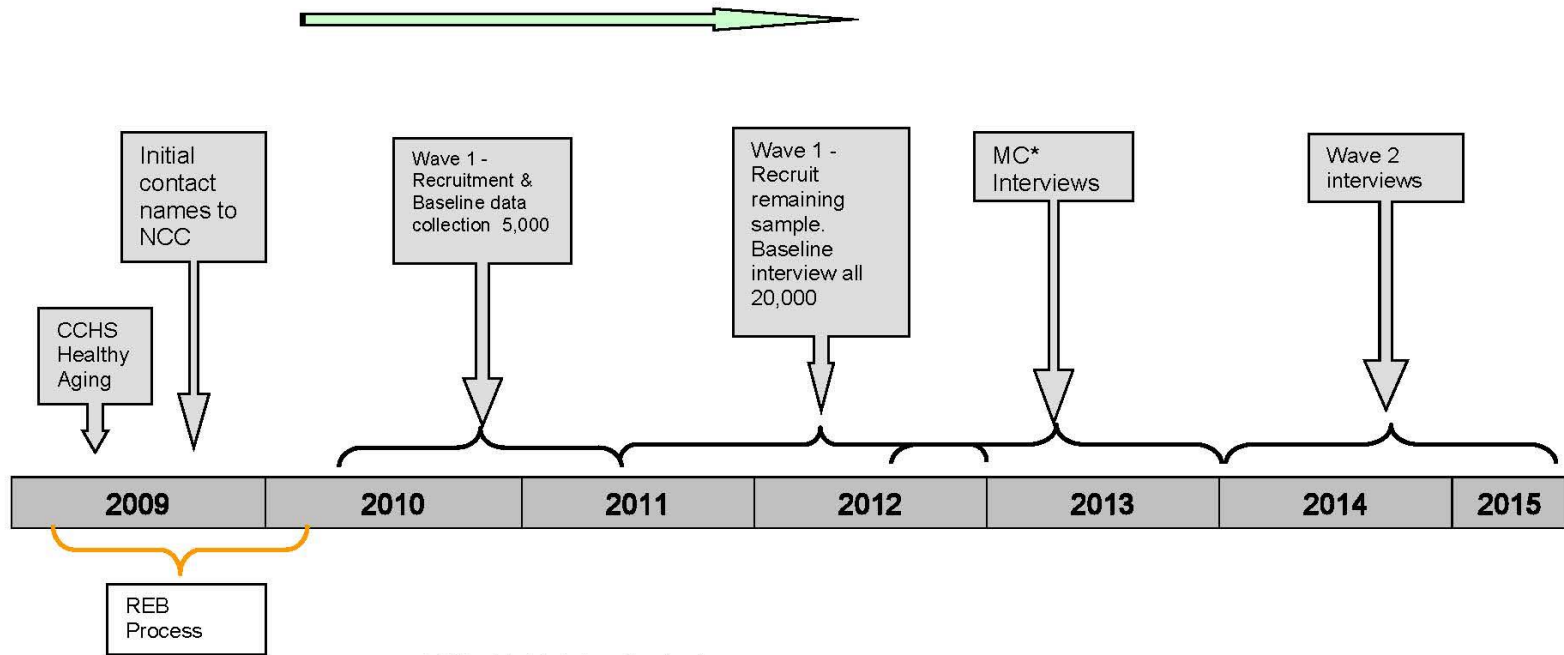 CCHS
Healthy
Aging
Initial
contact
names to
NCC
Wave 1 -
Recruitment &
Baseline data
collection 5,000
Wave 1 -
Recruit
remaining
sample.
Baseline
interview all
20,000
MC*
Interviews
Wave 2
interviews
2009 2010 2011 2012 2013 2014 2015
REB
Process